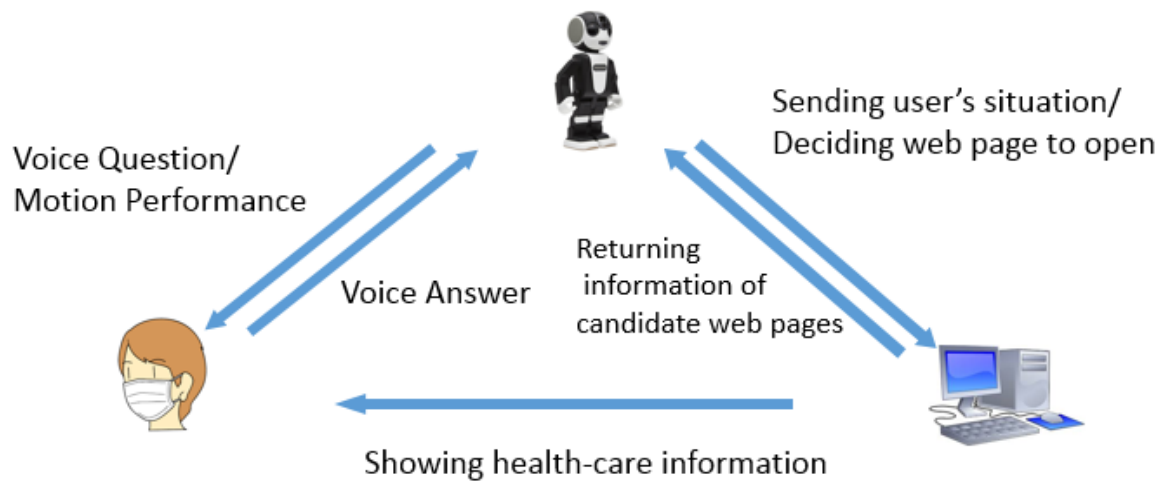 Sending user's situation/
Deciding web page to open
Voice Question/
Motion Performance
Returning
information of
candidate web pages
Voice Answer
Showing health-care information